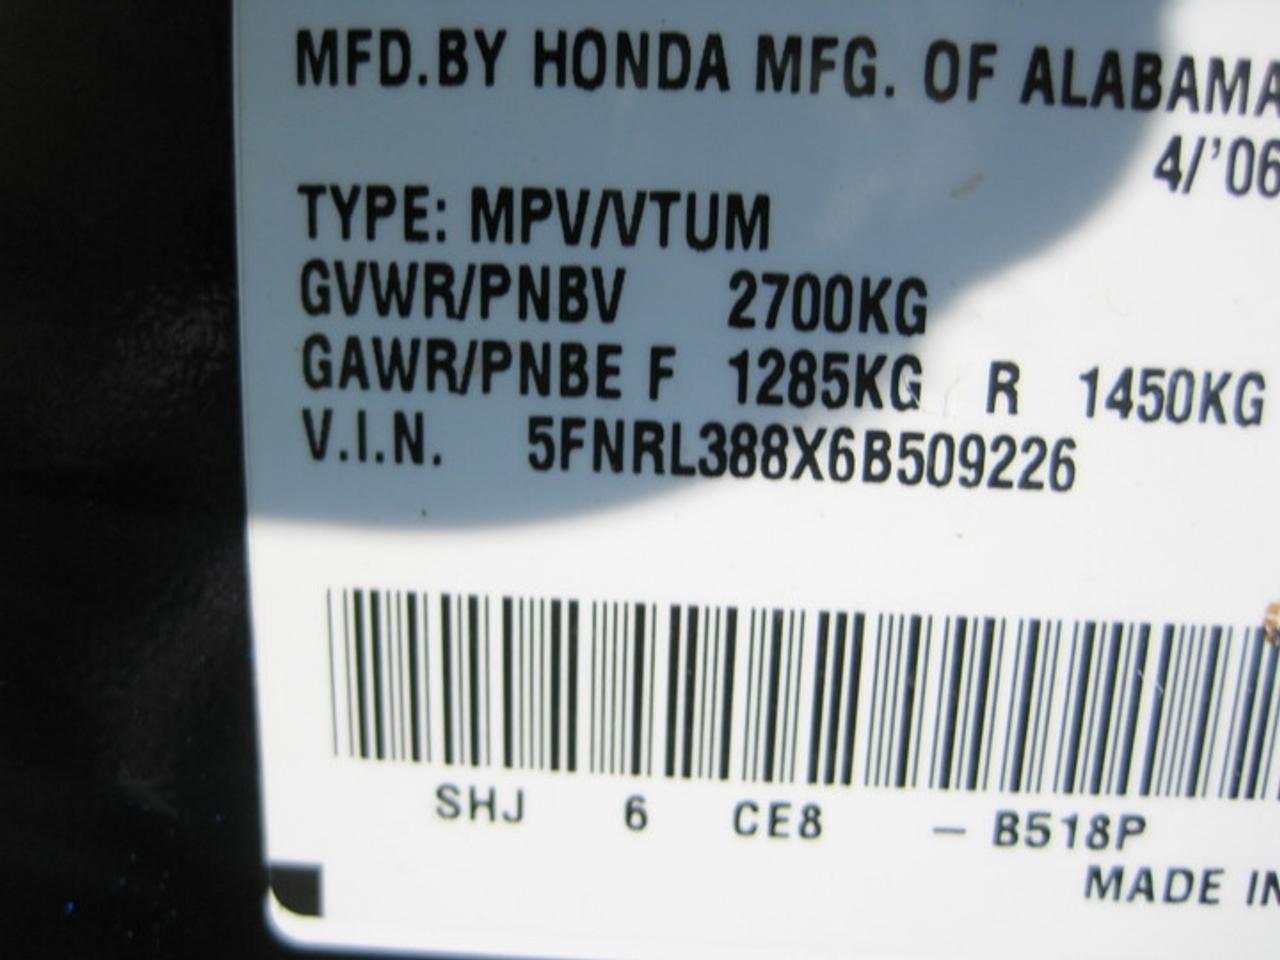 MFD.BY HONDA MFG. OF ALABAMA
4/'06
TYPE: MPV/VTUM
GVWR/PNBV 2700KG
GAWR/PNBE F 1285KG R 1450KG
V.I.N. 5FNRL388X6B509226
SHJ 6 CE8 – B518P
MADE IN